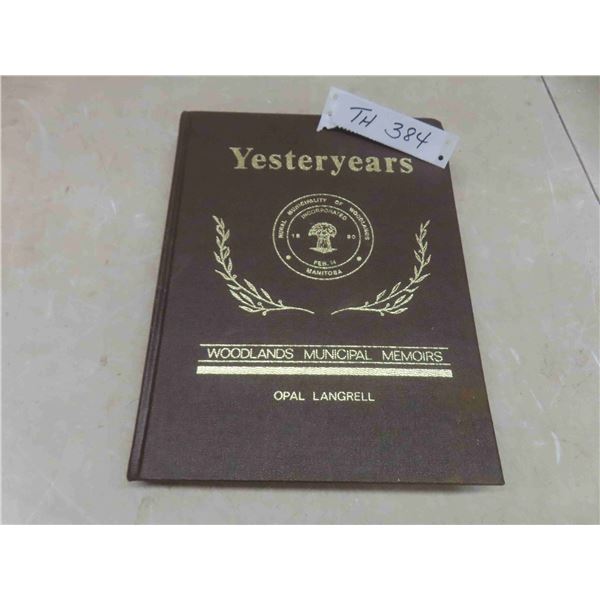 TH 384
Yesteryears
RURAL MUNICIPALITY OF WOODLANDS
INCORPORATED
18 80
FEB. 14
MANITOBA
WOODLANDS MUNICIPAL MEMOIRS
OPAL LANGRELL